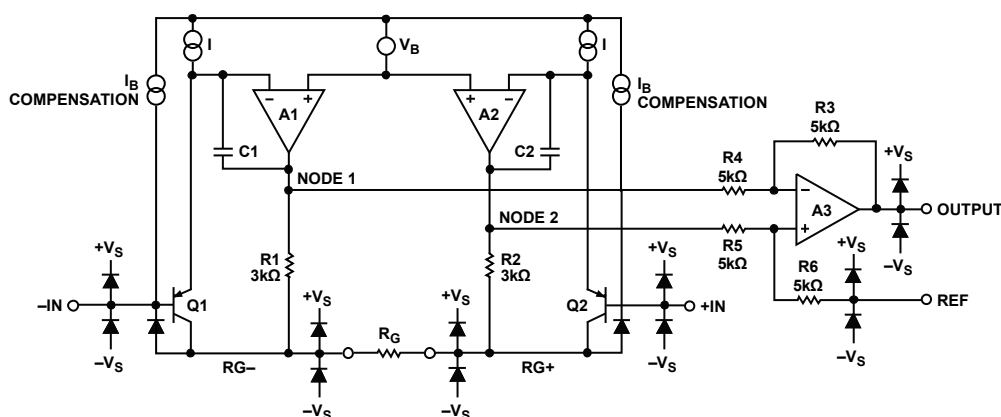 I
V_B
I
I_B
COMPENSATION
I_B
COMPENSATION
−
+
A1
+
−
A2
C1
C2
R3
5kΩ
+V_S
NODE 1
R4
5kΩ
−
A3
+
OUTPUT
NODE 2
R5
5kΩ
+V_S
−V_S
R1
3kΩ
R2
3kΩ
R6
5kΩ
+V_S
+V_S
+V_S
+V_S
−IN
Q1
Q2
+IN
REF
R_G
−V_S
−V_S
−V_S
RG−
RG+
−V_S
−V_S